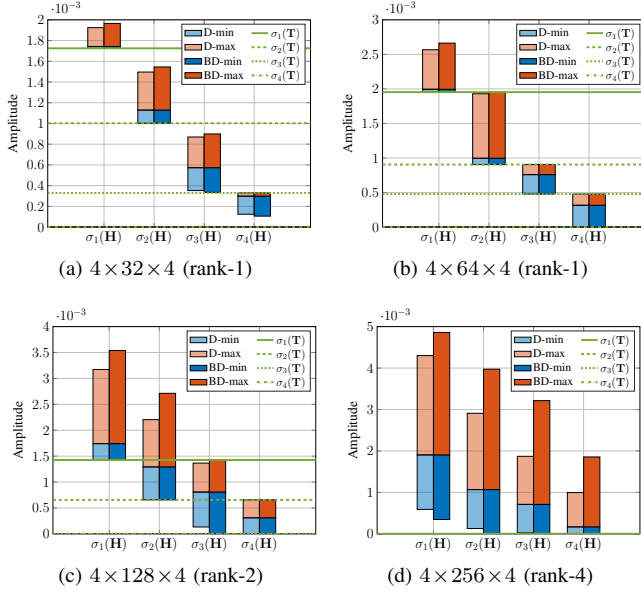 ·10⁻³
2
1.8
1.6
1.4
1.2
1
0.8
0.6
0.4
0.2
0
Amplitude
D-min
D-max
BD-min
BD-max
σ₁(T)
σ₂(T)
σ₃(T)
σ₄(T)
σ₁(H) σ₂(H) σ₃(H) σ₄(H)
(a) 4×32×4 (rank-1)
·10⁻³
3
2.5
2
1.5
1
0.5
0
Amplitude
D-min
D-max
BD-min
BD-max
σ₁(T)
σ₂(T)
σ₃(T)
σ₄(T)
σ₁(H) σ₂(H) σ₃(H) σ₄(H)
(b) 4×64×4 (rank-1)
·10⁻³
4
3.5
3
2.5
2
1.5
1
0.5
0
Amplitude
D-min
D-max
BD-min
BD-max
σ₁(T)
σ₂(T)
σ₃(T)
σ₄(T)
σ₁(H) σ₂(H) σ₃(H) σ₄(H)
(c) 4×128×4 (rank-2)
·10⁻³
5
4
3
2
1
0
Amplitude
D-min
D-max
BD-min
BD-max
σ₁(T)
σ₂(T)
σ₃(T)
σ₄(T)
σ₁(H) σ₂(H) σ₃(H) σ₄(H)
(d) 4×256×4 (rank-4)